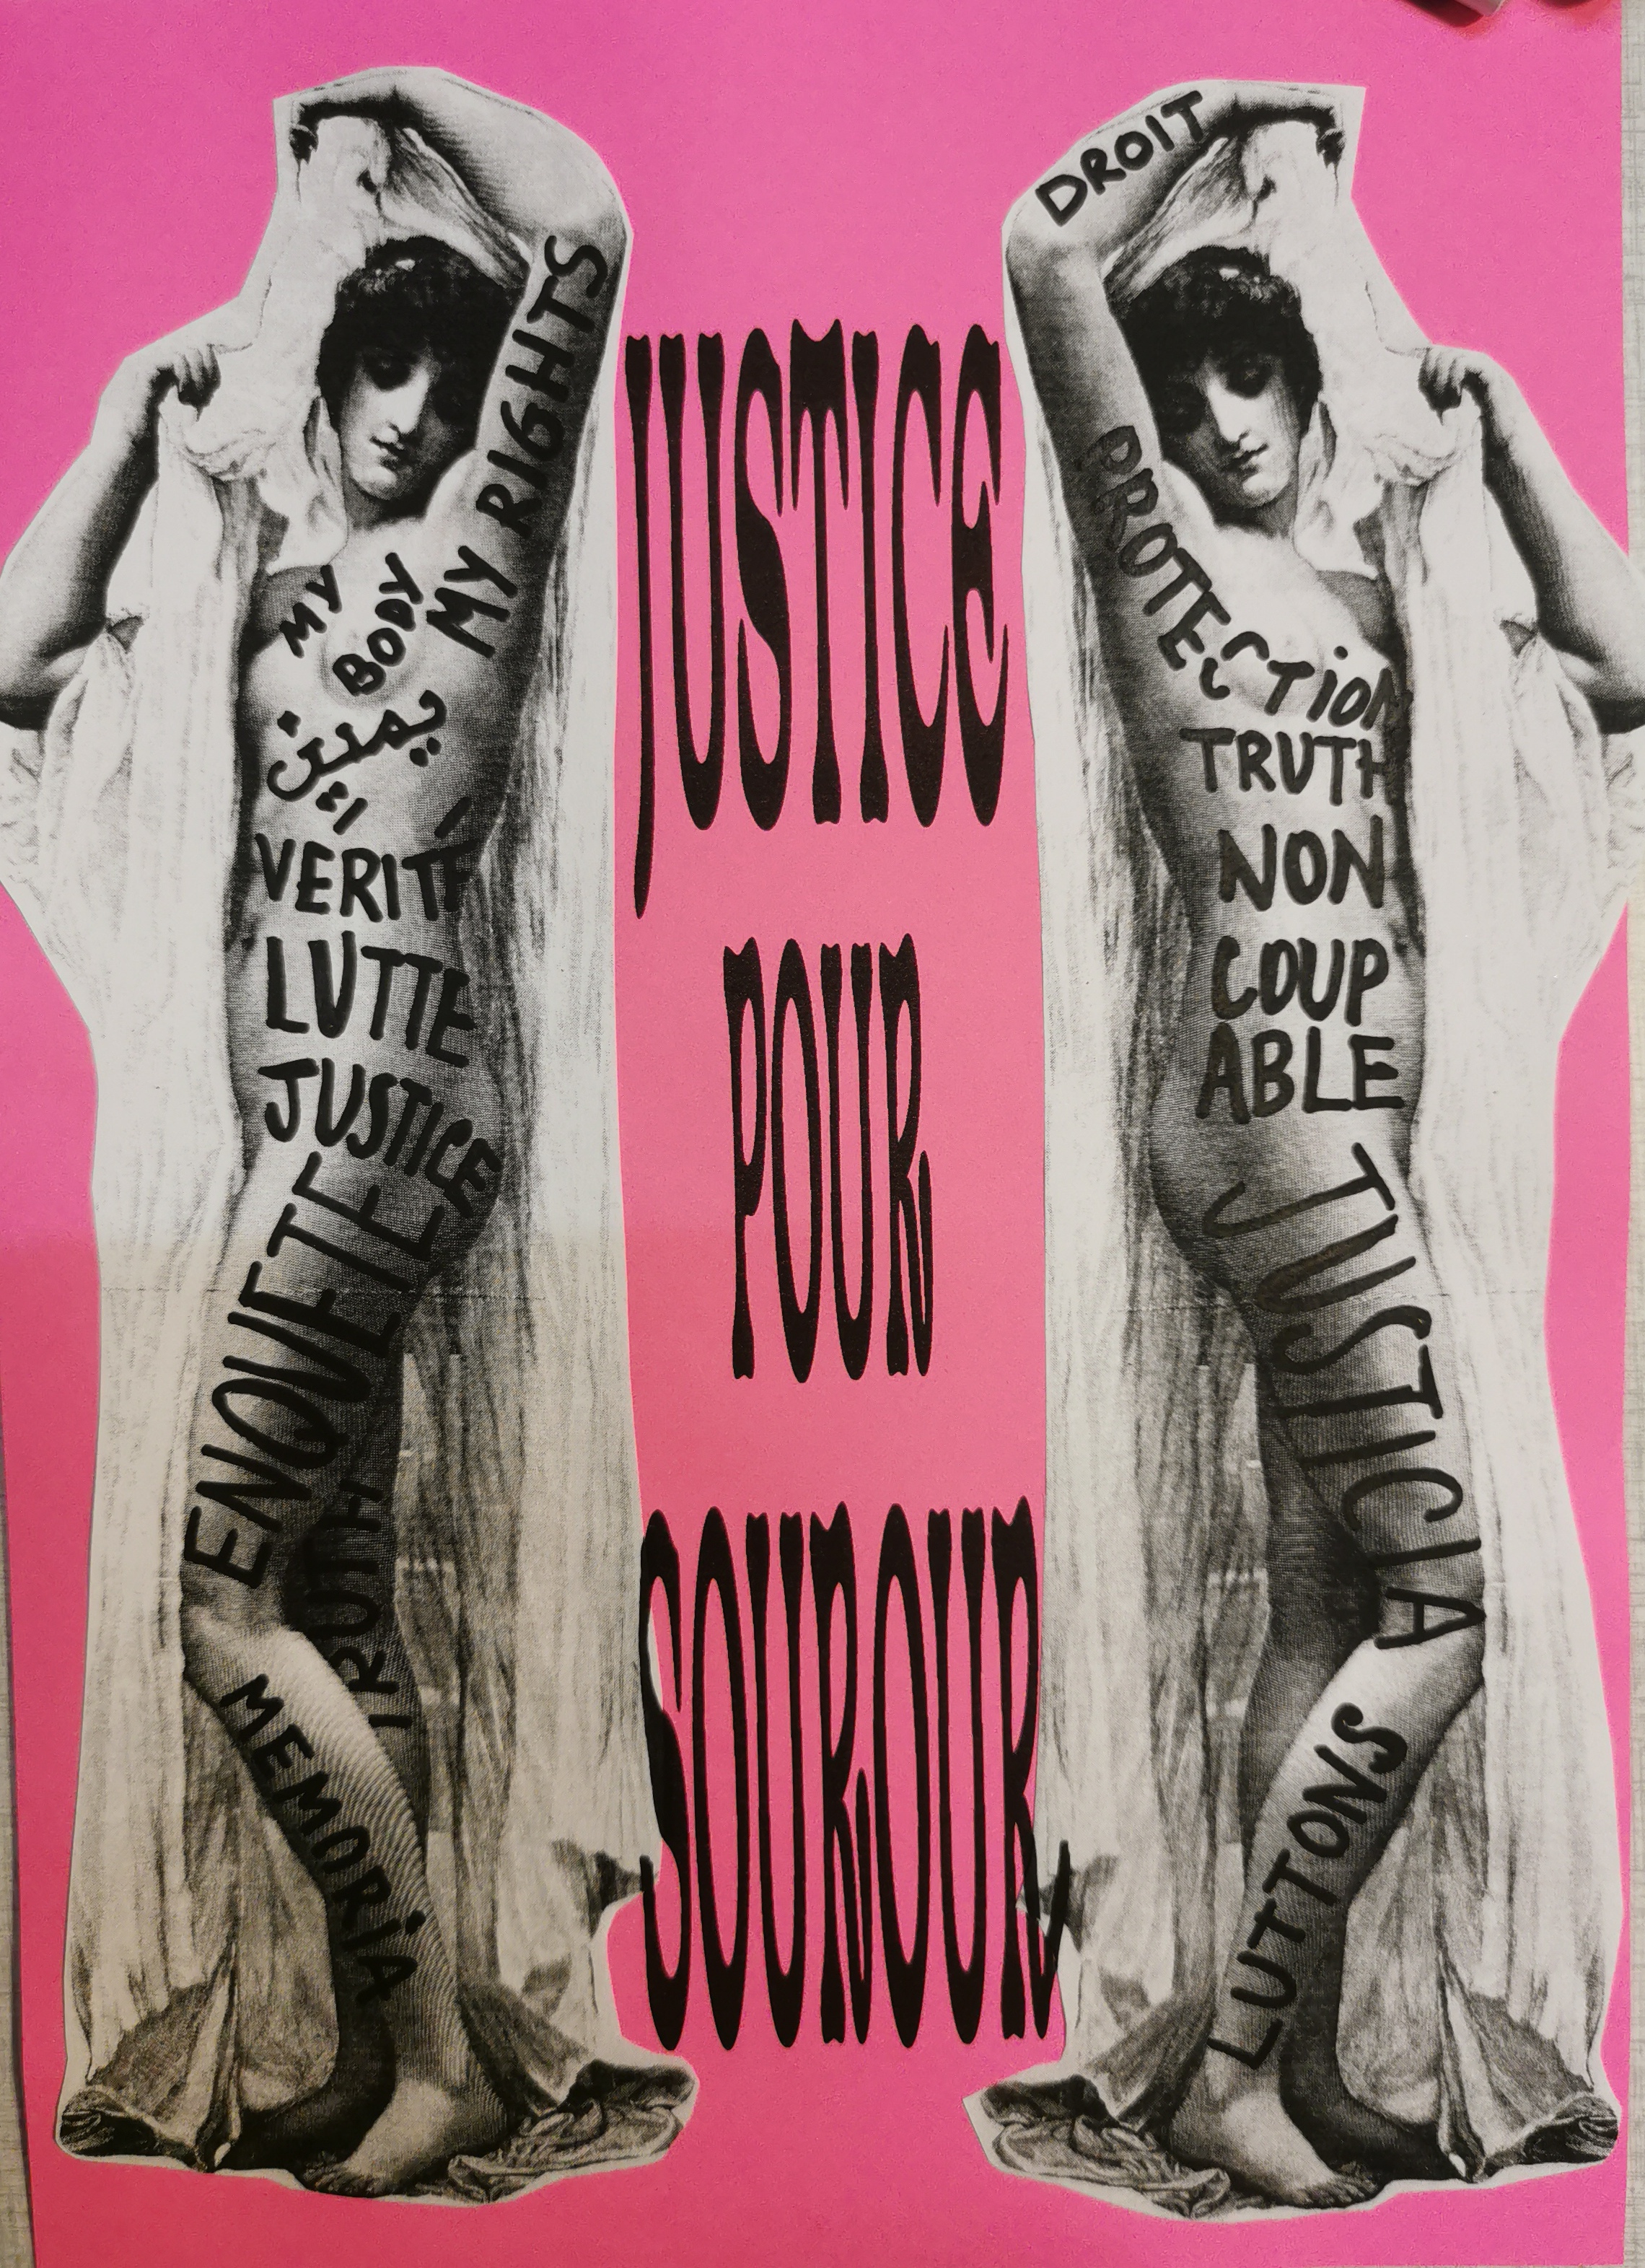 MY RIGHTS
MY
BODY
VERITÉ
LUTTE
JUSTICE
ENQUETE
TRUTH
MEMORIA
JUSTICE
POUR
SOUROUR
DROIT
PROTECTION
TRUTH
NON
COUP
ABLE
JUSTICIA
LUTTONS